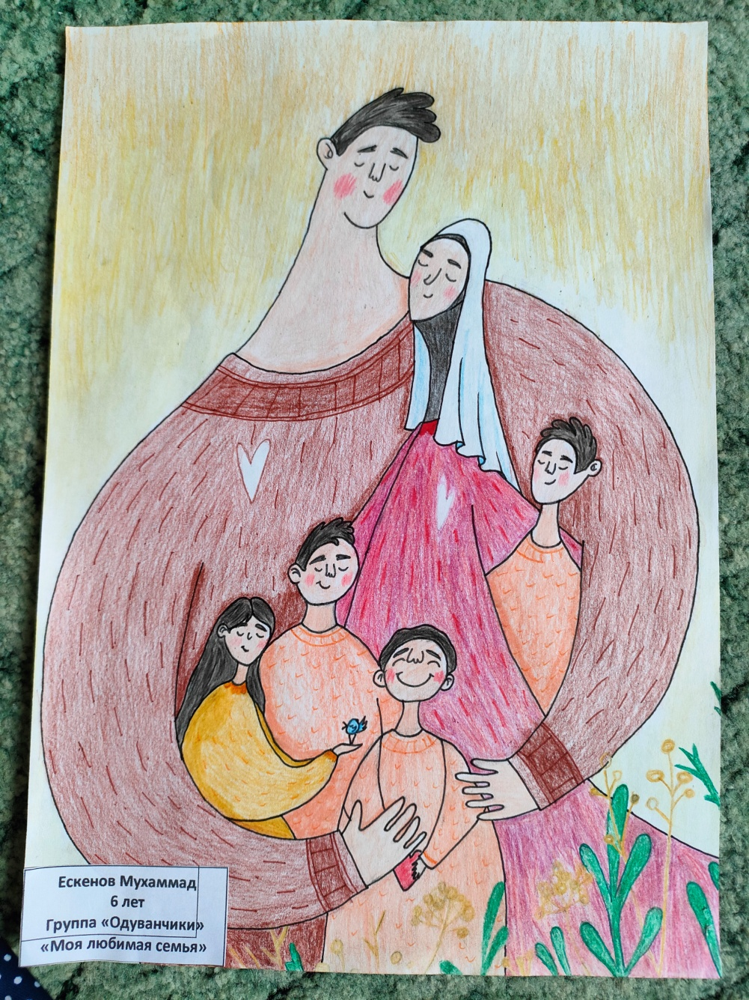 Ескенов Мухаммад
6 лет
Группа «Одуванчики»
«Моя любимая семья»